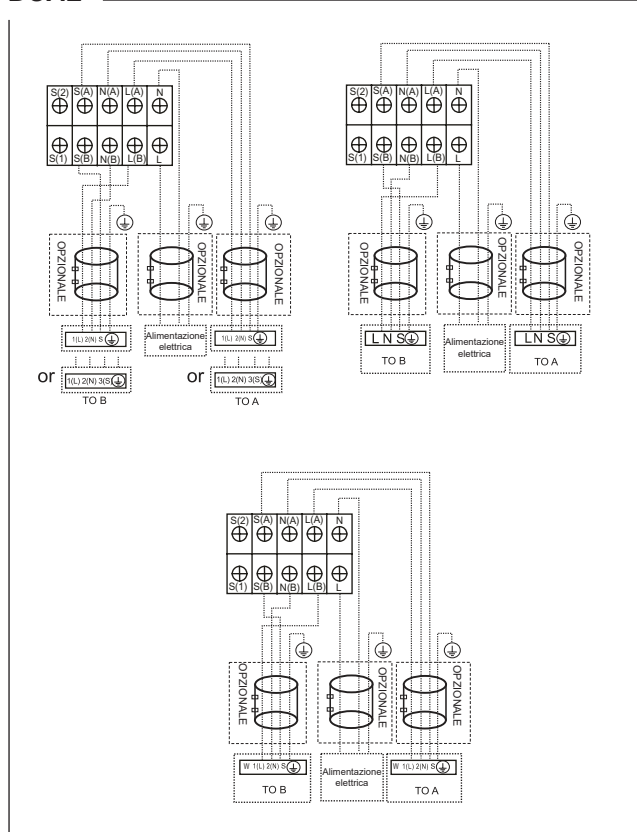 S(2) S(A) N(A) L(A) N
S(1) S(B) N(B) L(B) L
OPZIONALE OPZIONALE OPZIONALE
1(L) 2(N) S
Alimentazione
elettrica
1(L) 2(N) S
or 1(L) 2(N) 3(S)
TO B
or 1(L) 2(N) 3(S)
TO A
S(2) S(A) N(A) L(A) N
S(1) S(B) N(B) L(B) L
OPZIONALE OPZIONALE OPZIONALE
L N S
TO B
Alimentazione
elettrica
L N S
TO A
S(2) S(A) N(A) L(A) N
S(1) S(B) N(B) L(B) L
OPZIONALE OPZIONALE OPZIONALE
W 1(L) 2(N) S
TO B
Alimentazione
elettrica
W 1(L) 2(N) S
TO A